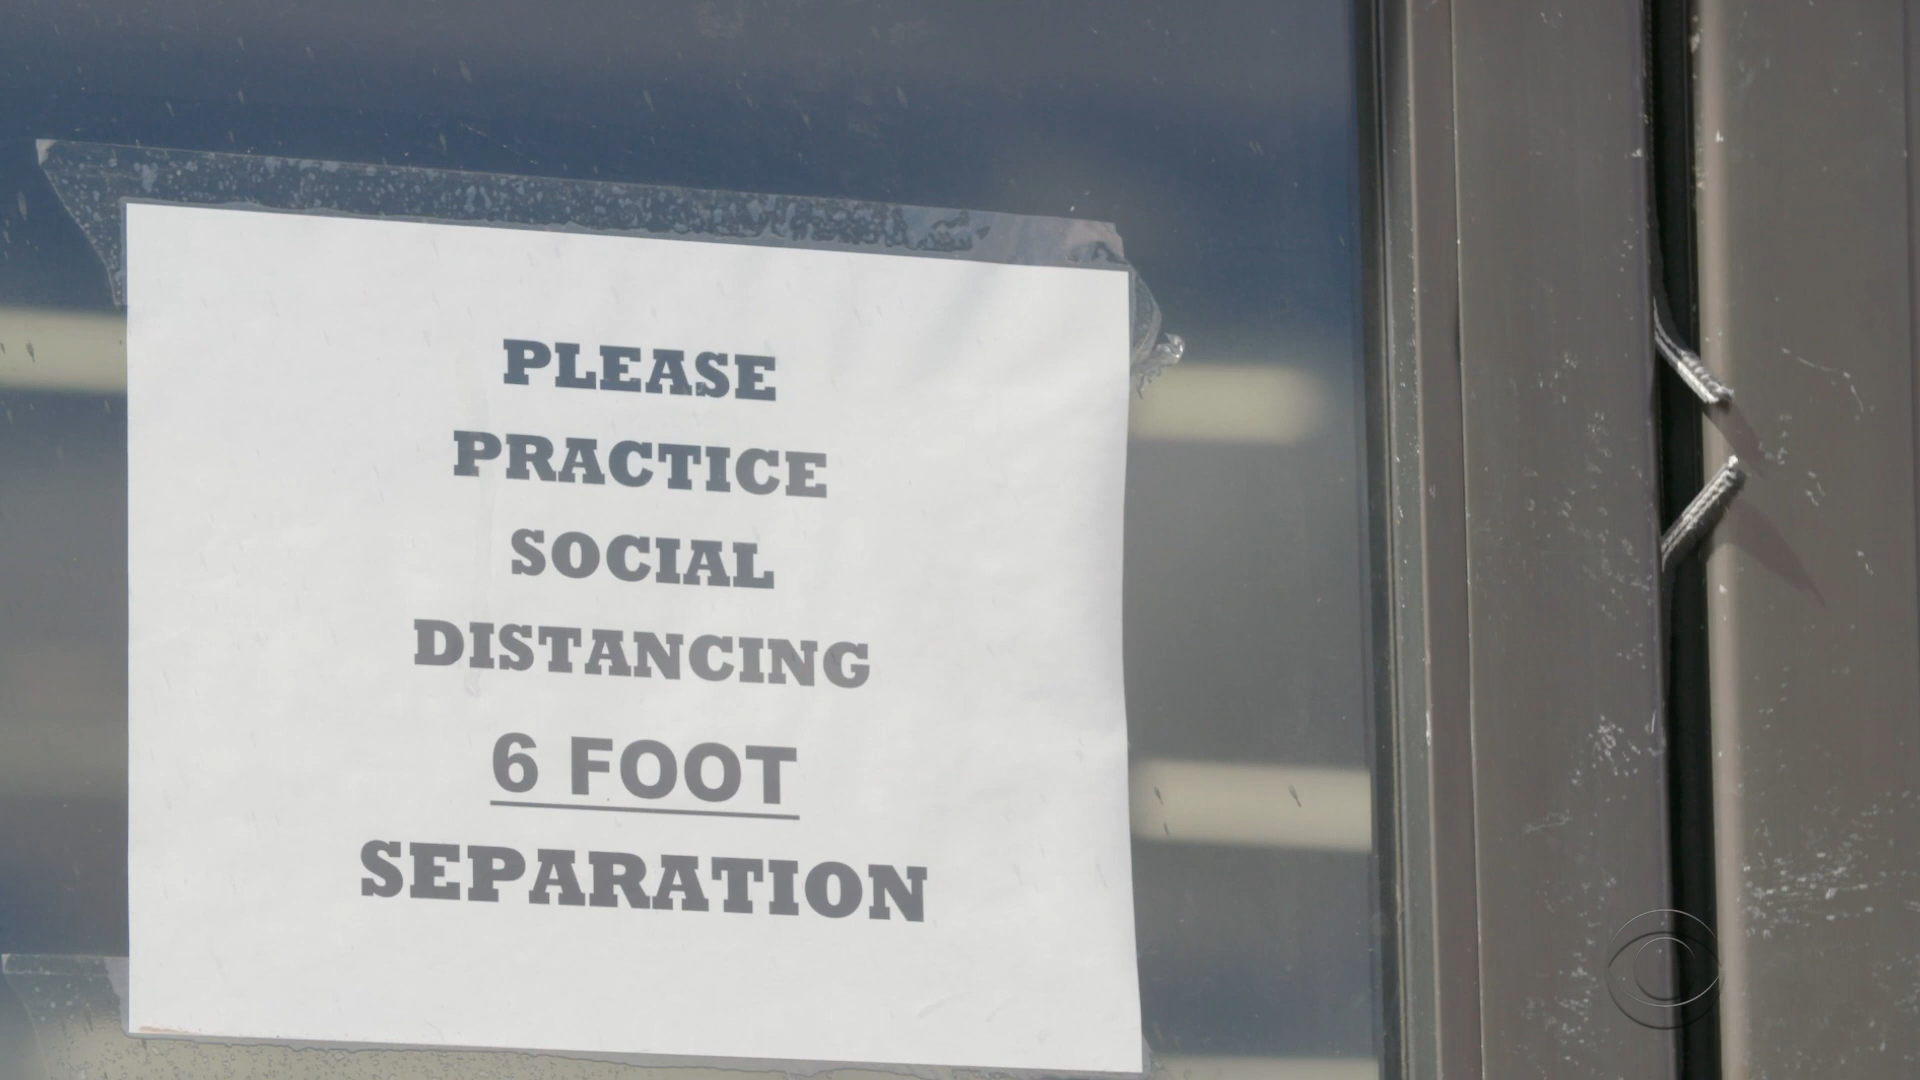 PLEASE
PRACTICE
SOCIAL
DISTANCING
6 FOOT
SEPARATION